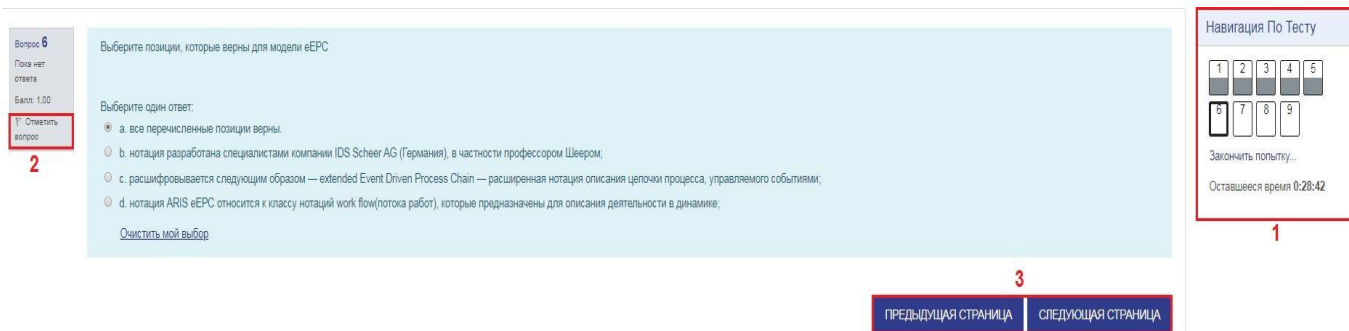 Вопрос 6
Пока нет
ответа
Балл: 1,00
Отметить
вопрос
2
Выберите позиции, которые верны для модели eEPC
Выберите один ответ:
a. все перечисленные позиции верны.
b. нотация разработана специалистами компании IDS Scheer AG (Германия), в частности профессором Шеером;
c. расшифровывается следующим образом — extended Event Driven Process Chain — расширенная нотация описания цепочки процесса, управляемого событиями;
d. нотация ARIS eEPC относится к классу нотаций work flow(потока работ), которые предназначены для описания деятельности в динамике;
Очистить мой выбор
3
ПРЕДЫДУЩАЯ СТРАНИЦА СЛЕДУЮЩАЯ СТРАНИЦА
Навигация По Тесту
1 2 3 4 5
6 7 8 9
Закончить попытку...
Оставшееся время 0:28:42
1